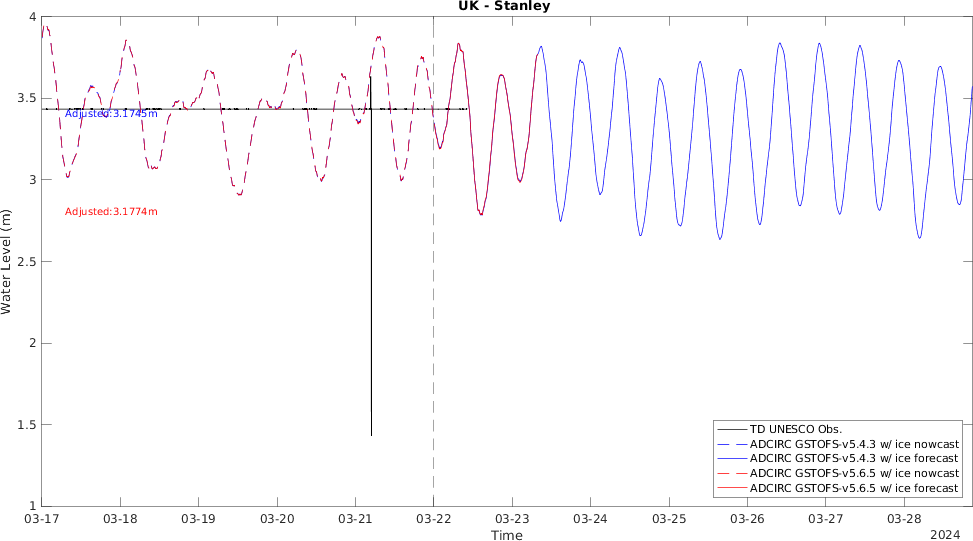 UK - Stanley
4
3.5
3
2.5
2
1.5
1
Water Level (m)
Adjusted:3.1745m
Adjusted:3.1774m
TD UNESCO Obs.
ADCIRC GSTOFS-v5.4.3 w/ ice nowcast
ADCIRC GSTOFS-v5.4.3 w/ ice forecast
ADCIRC GSTOFS-v5.6.5 w/ ice nowcast
ADCIRC GSTOFS-v5.6.5 w/ ice forecast
03-17 03-18 03-19 03-20 03-21 03-22 03-23 03-24 03-25 03-26 03-27 03-28
Time
2024